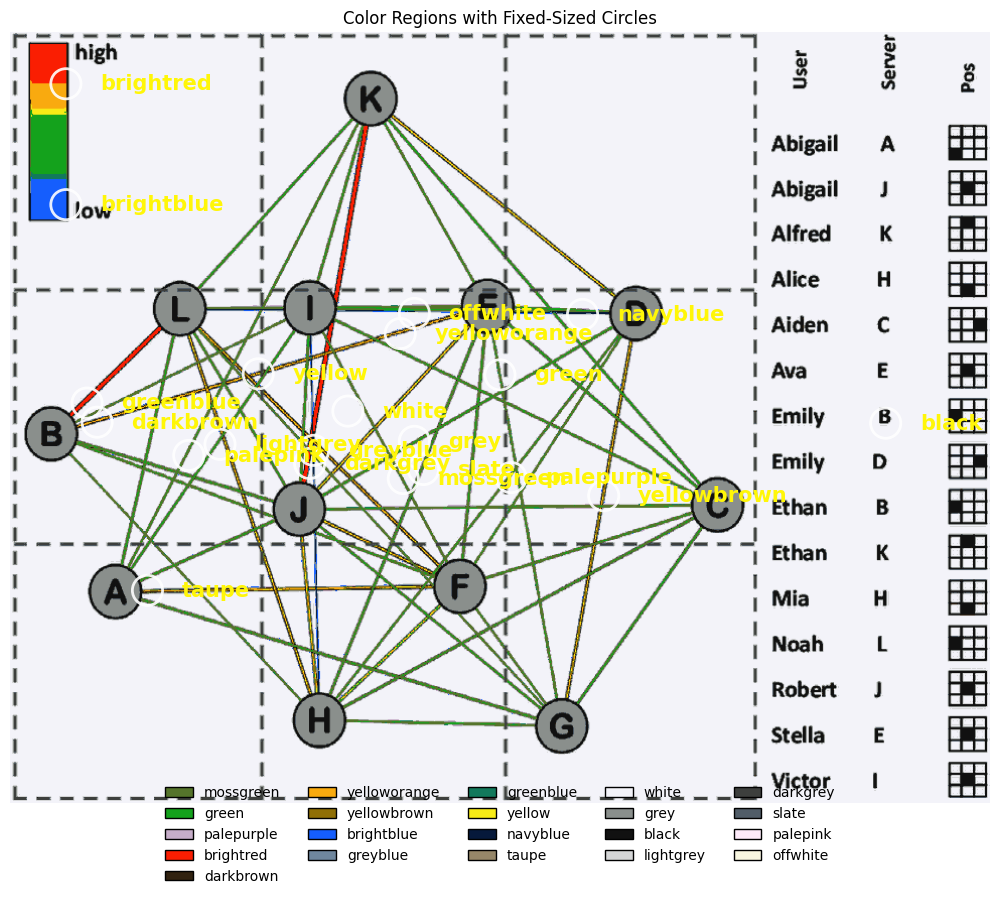 Color Regions with Fixed-Sized Circles
high
brightred
low
brightblue
User Server Pos
Abigail A
Abigail J
Alfred K
Alice H
Aiden C
Ava E
Emily B
Emily D
Ethan B
Ethan K
Mia H
Noah L
Robert J
Stella E
Victor I
K
L
I
E
D
B
J
C
A
F
H
G
offwhite
navyblue
yelloworange
yellow
green
greenblue
white
darkbrown
black
lightgrey
grey
palepink
greyblue
darkgrey
slate
mossgreen
palepurple
yellowbrown
taupe
mossgreen yelloworange greenblue white darkgrey
green yellowbrown yellow grey slate
palepurple brightblue navyblue black palepink
brightred greyblue taupe lightgrey offwhite
darkbrown